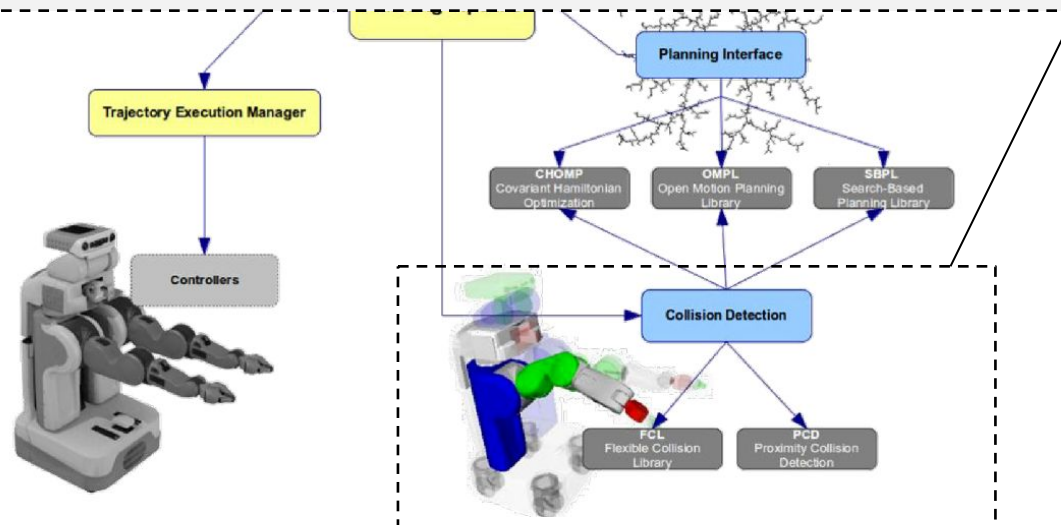 Planning Interface
Trajectory Execution Manager
CHOMP
Covariant Hamiltonian
Optimization
OMPL
Open Motion Planning
Library
SBPL
Search-Based
Planning Library
Controllers
Collision Detection
FCL
Flexible Collision
Library
PCD
Proximity Collision
Detection